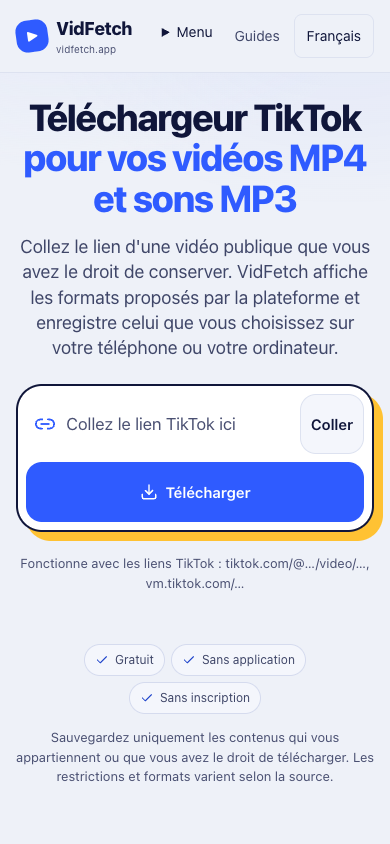 VidFetch
vidfetch.app
Menu
Guides
Français
Téléchargeur TikTok
pour vos vidéos MP4
et sons MP3
Collez le lien d'une vidéo publique que vous
avez le droit de conserver. VidFetch affiche
les formats proposés par la plateforme et
enregistre celui que vous choisissez sur
votre téléphone ou votre ordinateur.
Collez le lien TikTok ici
Coller
Télécharger
Fonctionne avec les liens TikTok : tiktok.com/@…/video/…,
vm.tiktok.com/…
Gratuit
Sans application
Sans inscription
Sauvegardez uniquement les contenus qui vous
appartiennent ou que vous avez le droit de télécharger. Les
restrictions et formats varient selon la source.